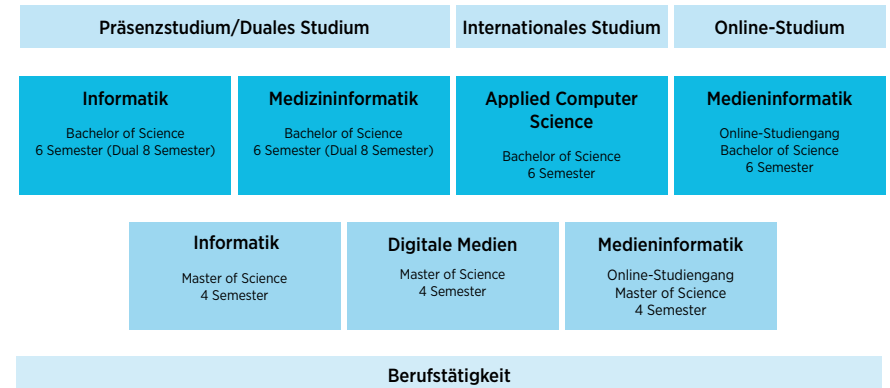 Präsenzstudium/Duales Studium
Internationales Studium
Online-Studium
Informatik
Bachelor of Science
6 Semester (Dual 8 Semester)
Medizininformatik
Bachelor of Science
6 Semester (Dual 8 Semester)
Applied Computer
Science
Bachelor of Science
6 Semester
Medieninformatik
Online-Studiengang
Bachelor of Science
6 Semester
Informatik
Master of Science
4 Semester
Digitale Medien
Master of Science
4 Semester
Medieninformatik
Online-Studiengang
Master of Science
4 Semester
Berufstätigkeit